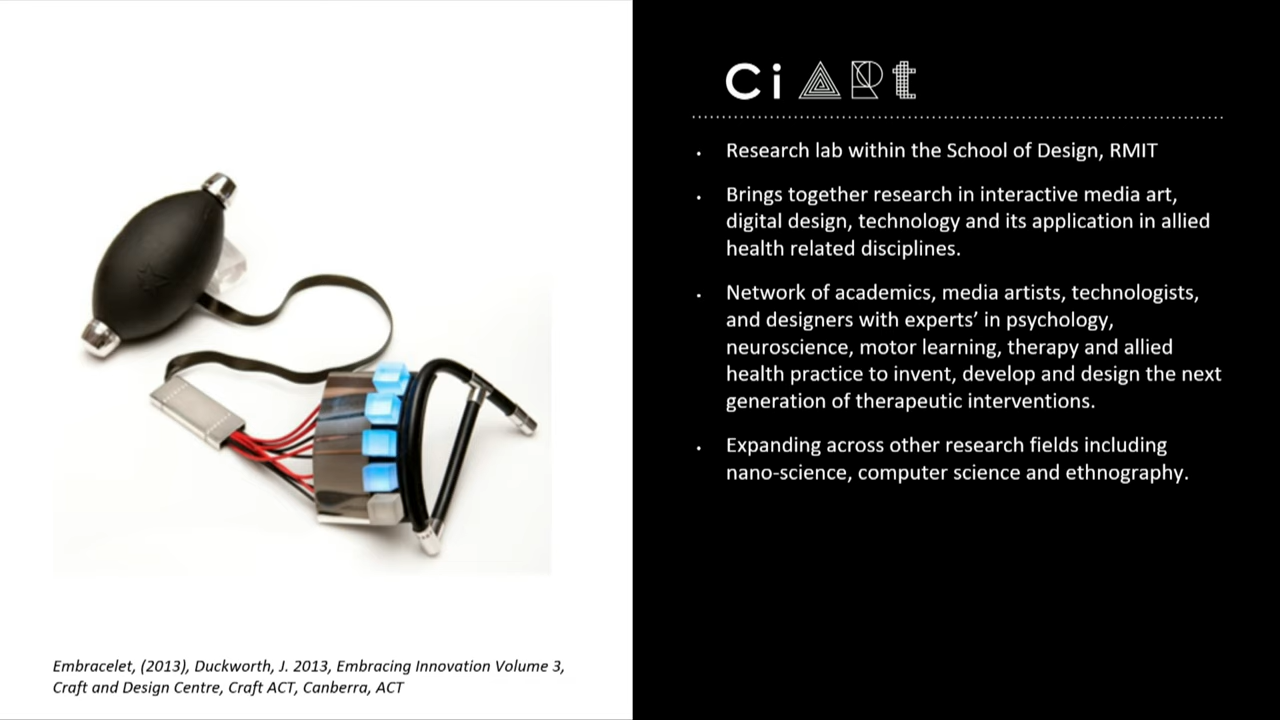 CiARt
Research lab within the School of Design, RMIT
Brings together research in interactive media art,
digital design, technology and its application in allied
health related disciplines.
Network of academics, media artists, technologists,
and designers with experts’ in psychology,
neuroscience, motor learning, therapy and allied
health practice to invent, develop and design the next
generation of therapeutic interventions.
Expanding across other research fields including
nano-science, computer science and ethnography.
Embracelet, (2013), Duckworth, J. 2013, Embracing Innovation Volume 3,
Craft and Design Centre, Craft ACT, Canberra, ACT